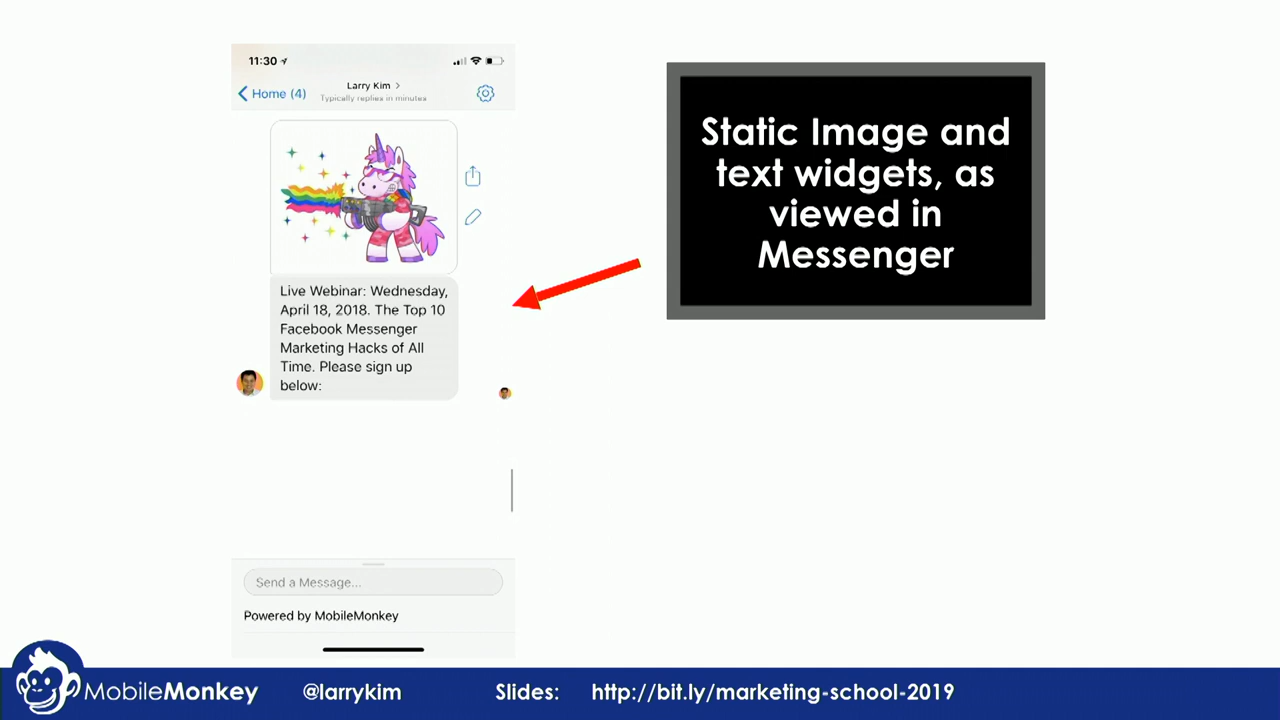 11:30
Home (4)
Larry Kim
Typically replies in minutes
Live Webinar: Wednesday,
April 18, 2018. The Top 10
Facebook Messenger
Marketing Hacks of All
Time. Please sign up
below:
Send a Message...
Powered by MobileMonkey
Static Image and
text widgets, as
viewed in
Messenger
MobileMonkey
@larrykim
Slides: http://bit.ly/marketing-school-2019